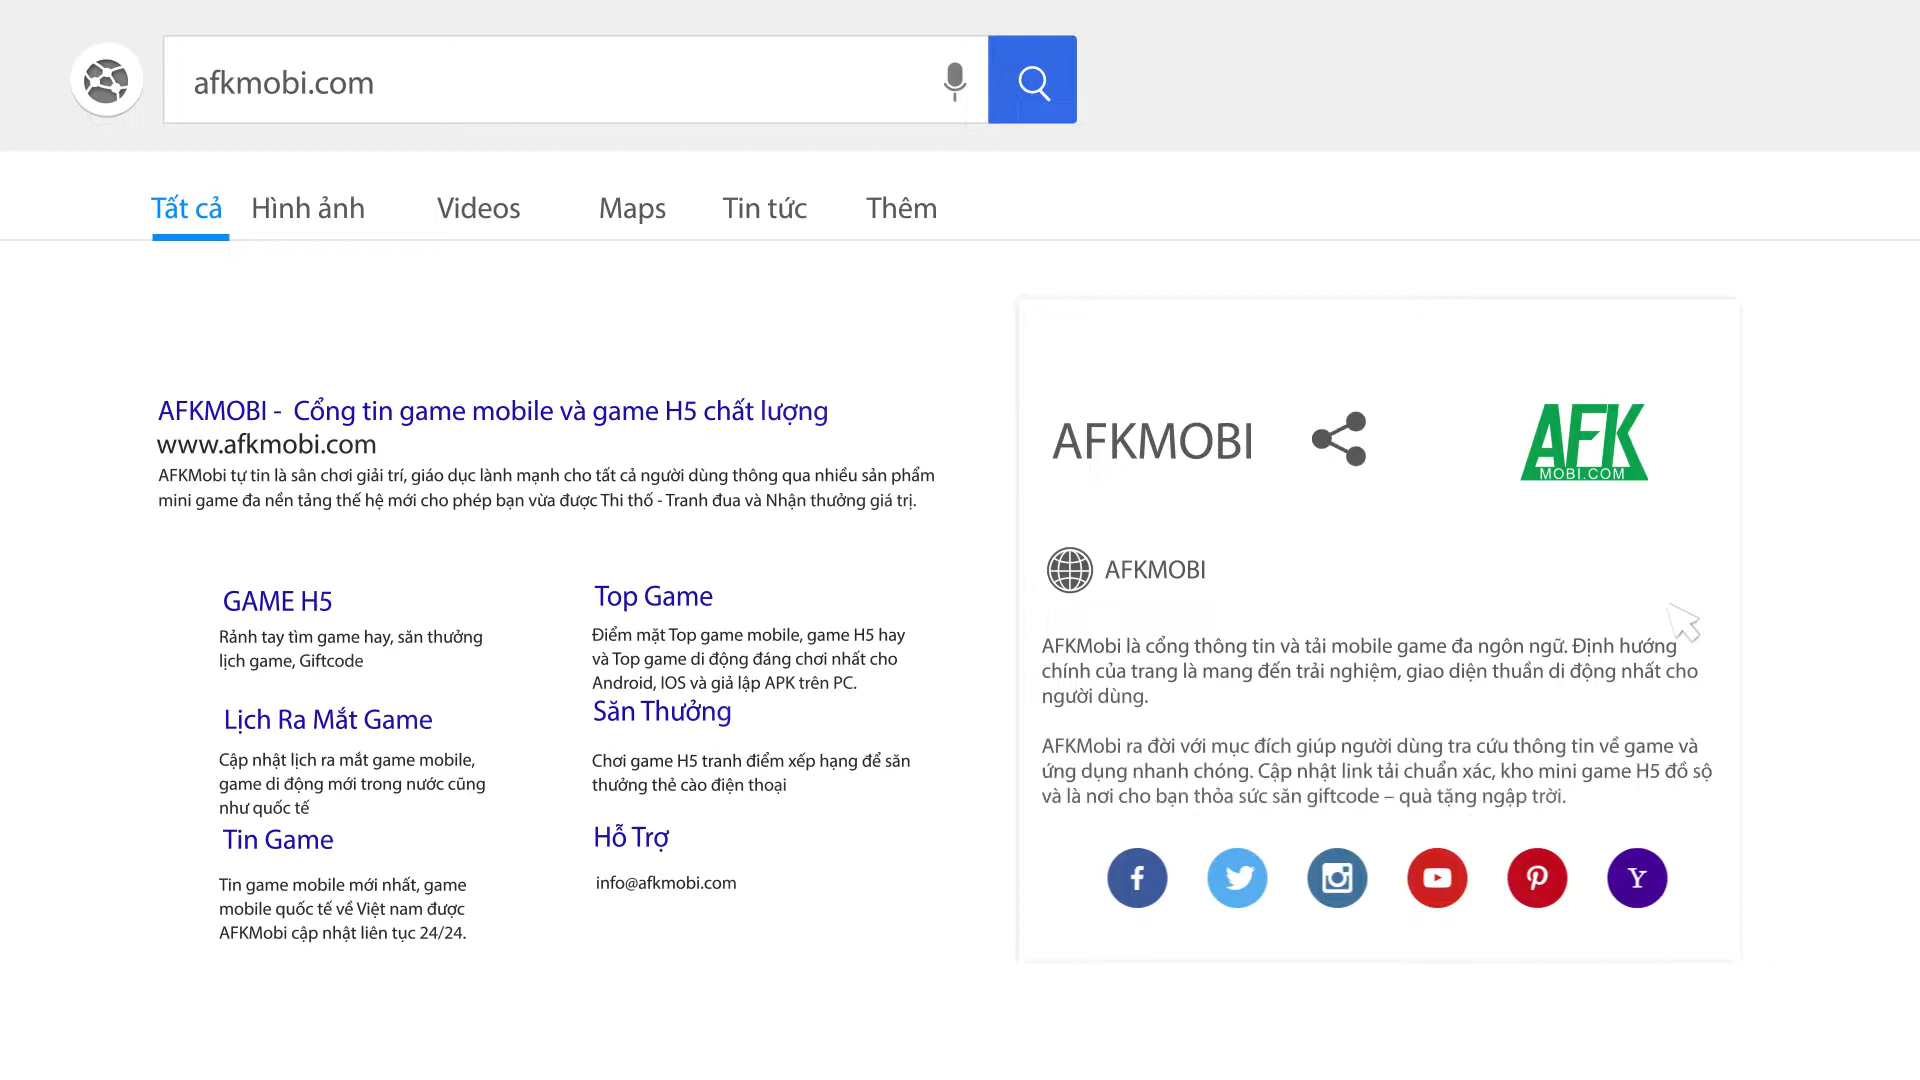 afkmobi.com
Tất cả Hình ảnh Videos Maps Tin tức Thêm
AFKMOBI - Cổng tin game mobile và game H5 chất lượng
www.afkmobi.com
AFKMobi tự tin là sân chơi giải trí, giáo dục lành mạnh cho tất cả người dùng thông qua nhiều sản phẩm
mini game đa nền tảng thế hệ mới cho phép bạn vừa được Thi thố - Tranh đua và Nhận thưởng giá trị.
GAME H5
Rảnh tay tìm game hay, săn thưởng
lịch game, Giftcode
Lịch Ra Mắt Game
Cập nhật lịch ra mắt game mobile,
game di động mới trong nước cũng
như quốc tế
Tin Game
Tin game mobile mới nhất, game
mobile quốc tế về Việt nam được
AFKMobi cập nhật liên tục 24/24.
Top Game
Điểm mặt Top game mobile, game H5 hay
và Top game di động đáng chơi nhất cho
Android, IOS và giả lập APK trên PC.
Săn Thưởng
Chơi game H5 tranh điểm xếp hạng để săn
thưởng thẻ cào điện thoại
Hỗ Trợ
info@afkmobi.com
AFKMOBI
AFK
MOBI.COM
AFKMOBI
AFKMobi là cổng thông tin và tải mobile game đa ngôn ngữ. Định hướng
chính của trang là mang đến trải nghiệm, giao diện thuần di động nhất cho
người dùng.
AFKMobi ra đời với mục đích giúp người dùng tra cứu thông tin về game và
ứng dụng nhanh chóng. Cập nhật link tải chuẩn xác, kho mini game H5 đồ sộ
và là nơi cho bạn thỏa sức săn giftcode – quà tặng ngập trời.